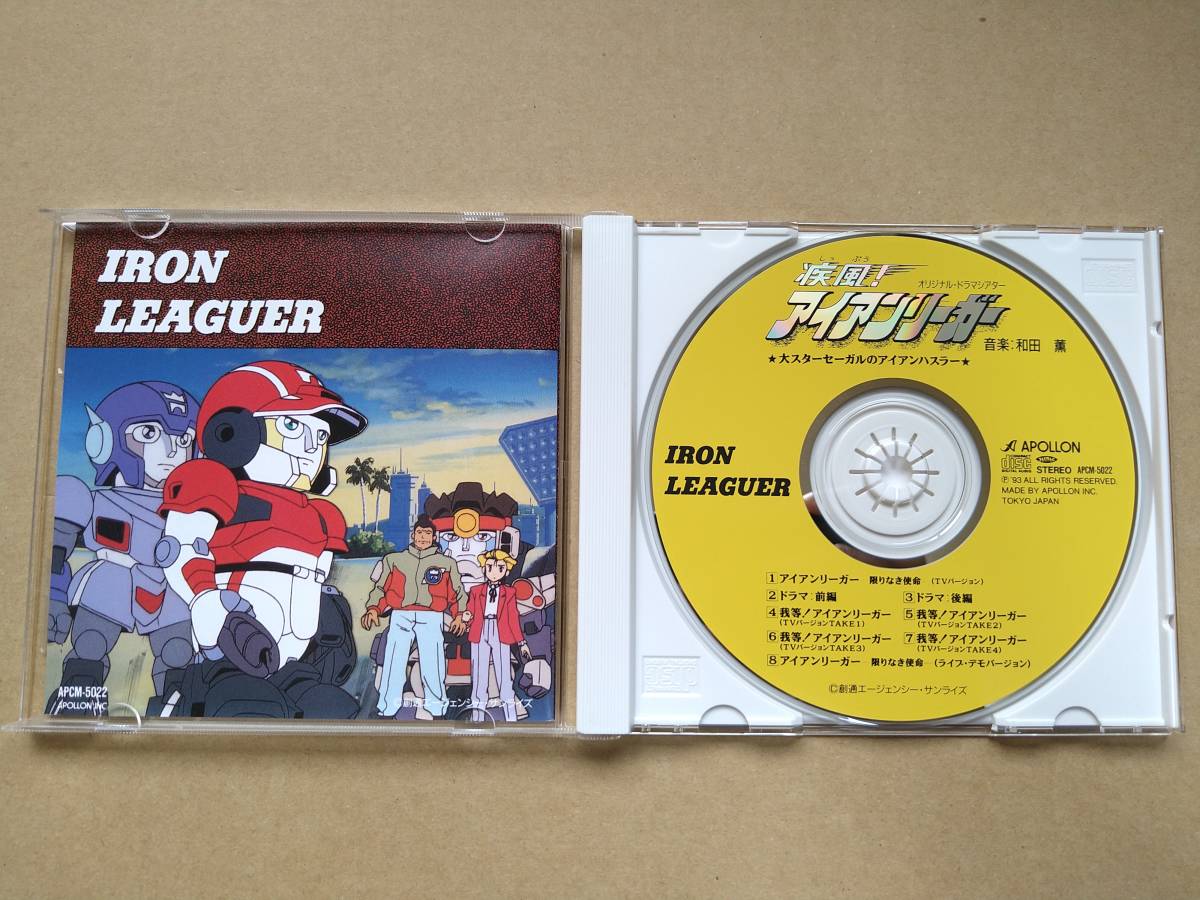 IRON
LEAGUER
APCM-5022
APOLLON INC.
©創通エージェンシー・サンライズ
しっ ぷう
疾風!
オリジナル・ドラマシアター
アイアンリーガー
音楽:和田 薫
★大スターセーガルのアイアンハスラー★
IRON
LEAGUER
APOLLON
COMPACT disc DIGITAL AUDIO STEREO APCM-5022
Ⓟ'93 ALL RIGHTS RESERVED.
MADE BY APOLLON INC.
TOKYO JAPAN
1 アイアンリーガー —限りなき使命— (TVバージョン)
2 ドラマ:前編 3 ドラマ:後編
4 我等!アイアンリーガー 5 我等!アイアンリーガー
(TVバージョンTAKE1) (TVバージョンTAKE2)
6 我等!アイアンリーガー 7 我等!アイアンリーガー
(TVバージョンTAKE3) (TVバージョンTAKE4)
8 アイアンリーガー —限りなき使命— (ライブ・デモバージョン)
©創通エージェンシー・サンライズ